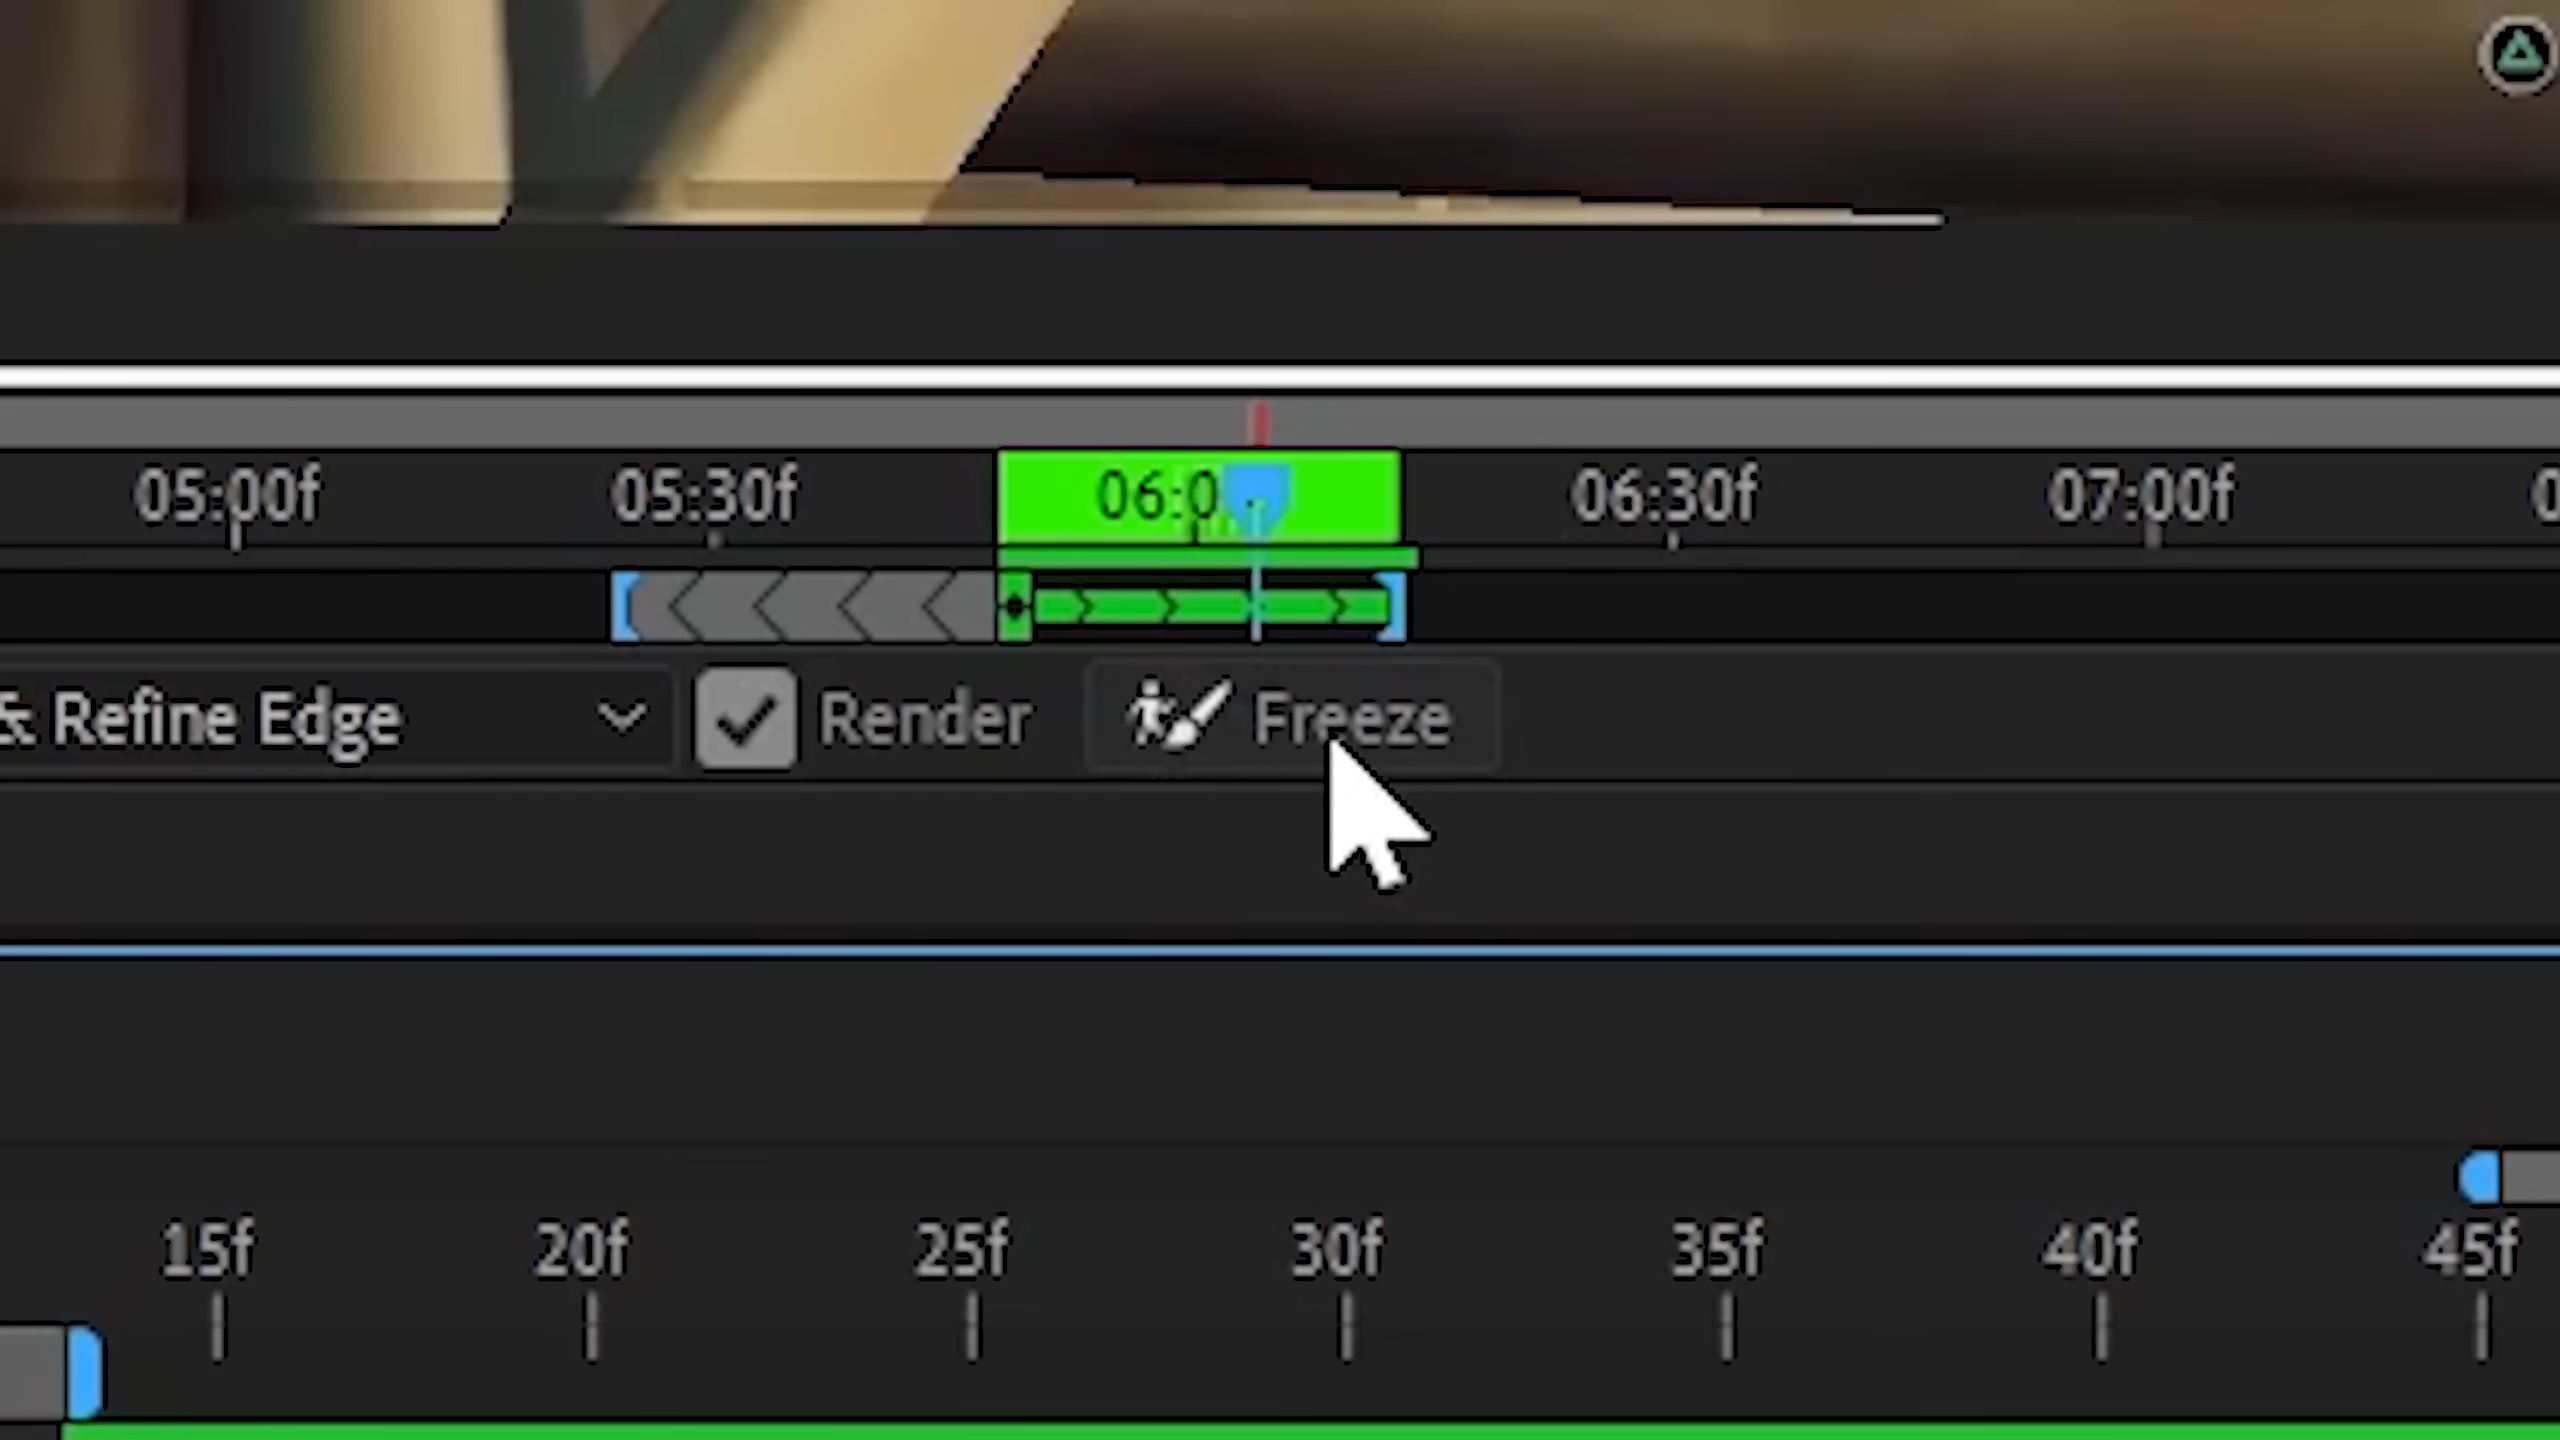 05:00f 05:30f 06:0 06:30f 07:00f 0
& Refine Edge Render Freeze
15f 20f 25f 30f 35f 40f 45f